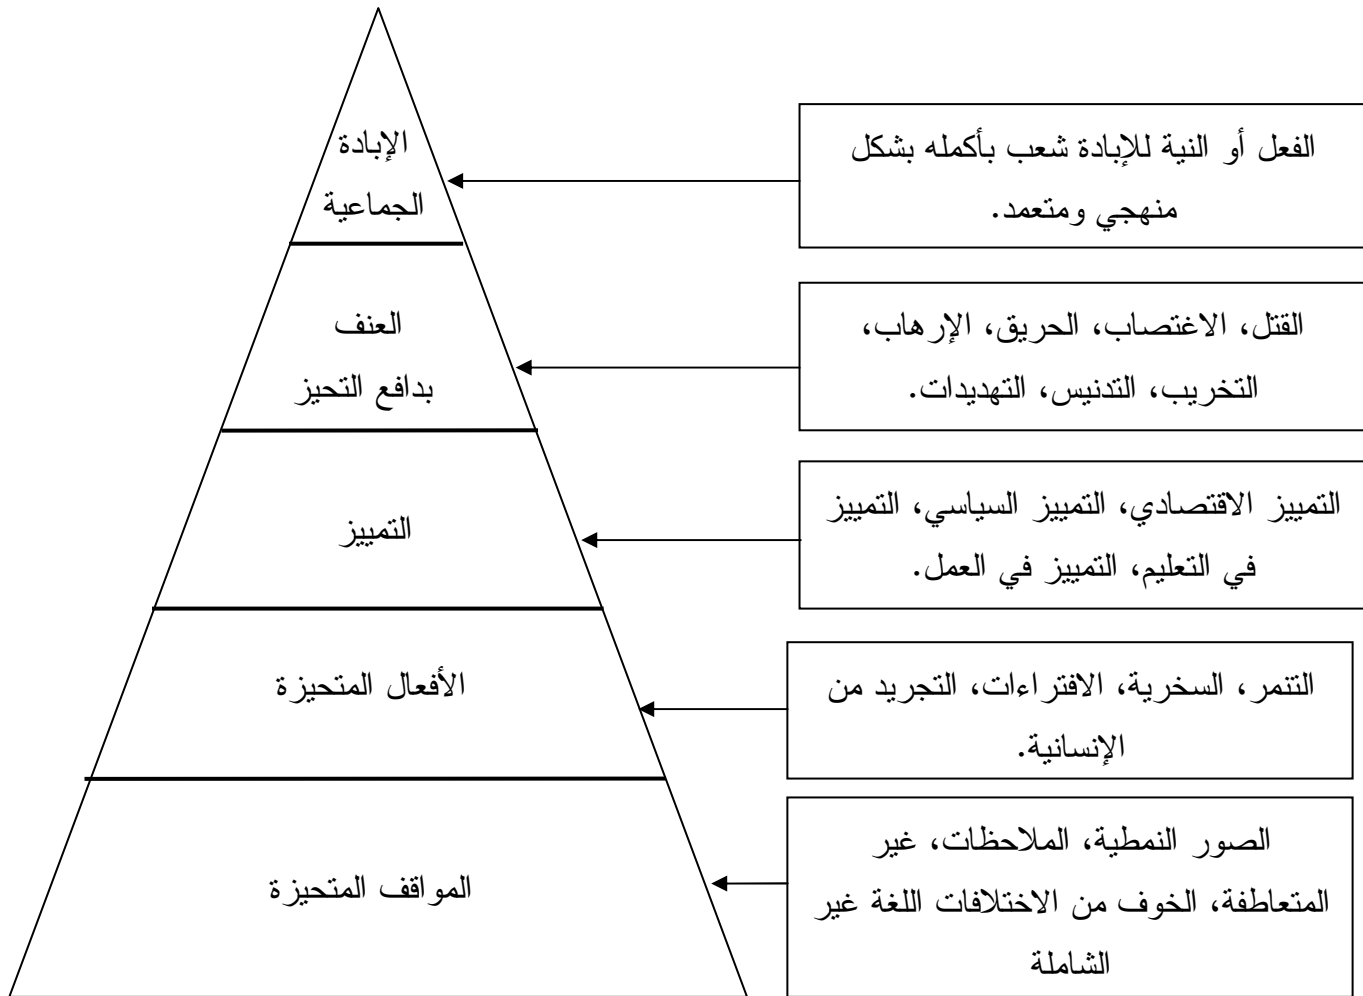 الإبادة
الجماعية
الفعل أو النية للإبادة شعب بأكمله بشكل
منهجي ومتعمد.
العنف
بدافع التحيز
القتل، الاغتصاب، الحريق، الإرهاب،
التخريب، التدنيس، التهديدات.
التمييز
التمييز الاقتصادي، التمييز السياسي، التمييز
في التعليم، التمييز في العمل.
الأفعال المتحيزة
التنمر، السخرية، الافتراءات، التجريد من
الإنسانية.
المواقف المتحيزة
الصور النمطية، الملاحظات، غير
المتعاطفة، الخوف من الاختلافات اللغة غير
الشاملة